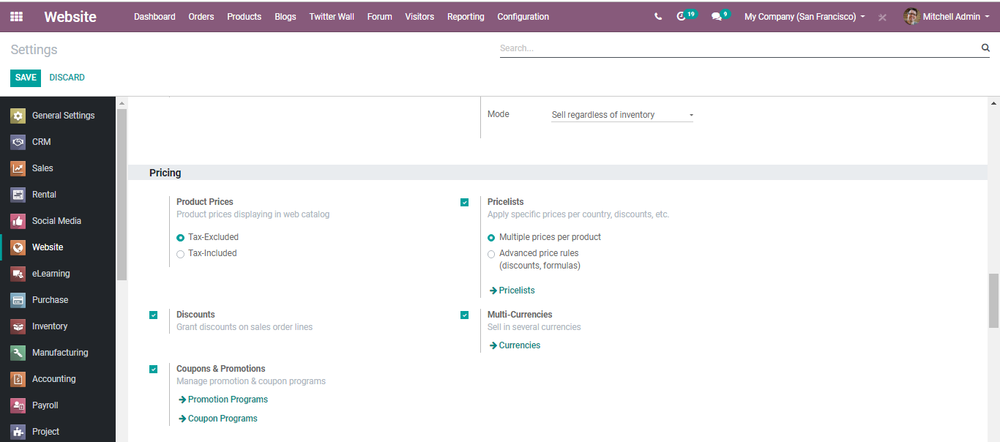 Website Dashboard Orders Products Blogs Twitter Wall Forum Visitors Reporting Configuration 19 9 My Company (San Francisco) Mitchell Admin
Settings
Search...
SAVE DISCARD
General Settings
CRM
Sales
Rental
Social Media
Website
eLearning
Purchase
Inventory
Manufacturing
Accounting
Payroll
Project
Mode Sell regardless of inventory
Pricing
Product Prices
Product prices displaying in web catalog
Tax-Excluded
Tax-Included
Pricelists
Apply specific prices per country, discounts, etc.
Multiple prices per product
Advanced price rules
(discounts, formulas)
Pricelists
Discounts
Grant discounts on sales order lines
Multi-Currencies
Sell in several currencies
Currencies
Coupons & Promotions
Manage promotion & coupon programs
Promotion Programs
Coupon Programs